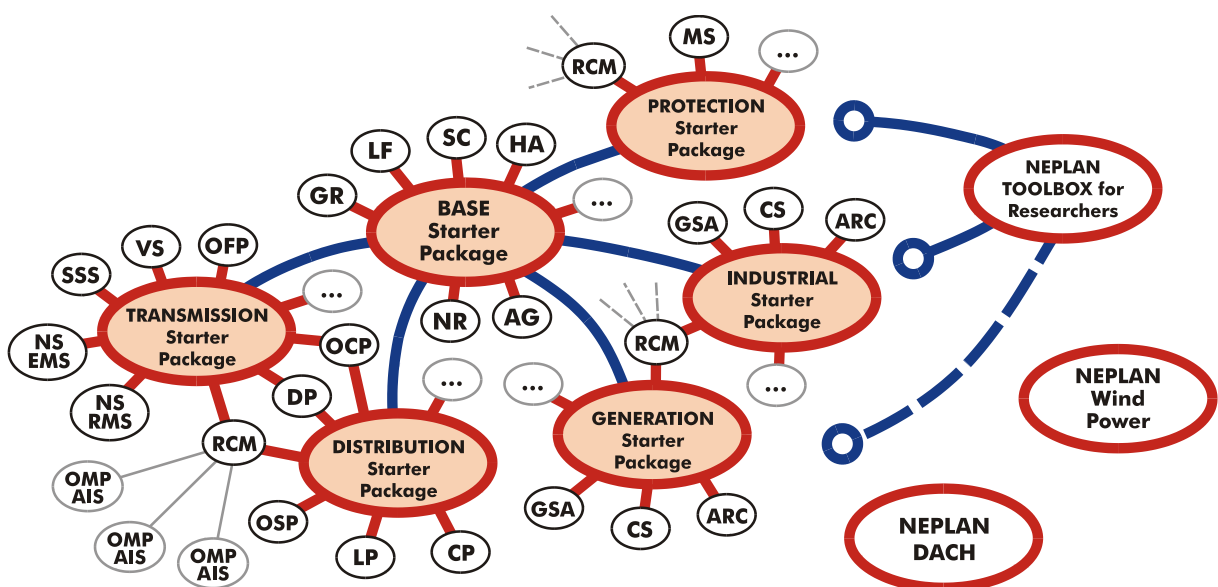 MS
...
RCM
PROTECTION
Starter
Package
SC
HA
LF
GR
BASE
Starter
Package
...
NR
AG
NEPLAN
TOOLBOX for
Researchers
CS
GSA
ARC
INDUSTRIAL
Starter
Package
RCM
...
VS
OFP
SSS
...
TRANSMISSION
Starter
Package
NS
EMS
OCP
NS
RMS
DP
RCM
...
DISTRIBUTION
Starter
Package
OMP
AIS
OMP
AIS
OMP
AIS
OSP
LP
CP
...
GENERATION
Starter
Package
GSA
CS
ARC
NEPLAN
Wind
Power
NEPLAN
DACH